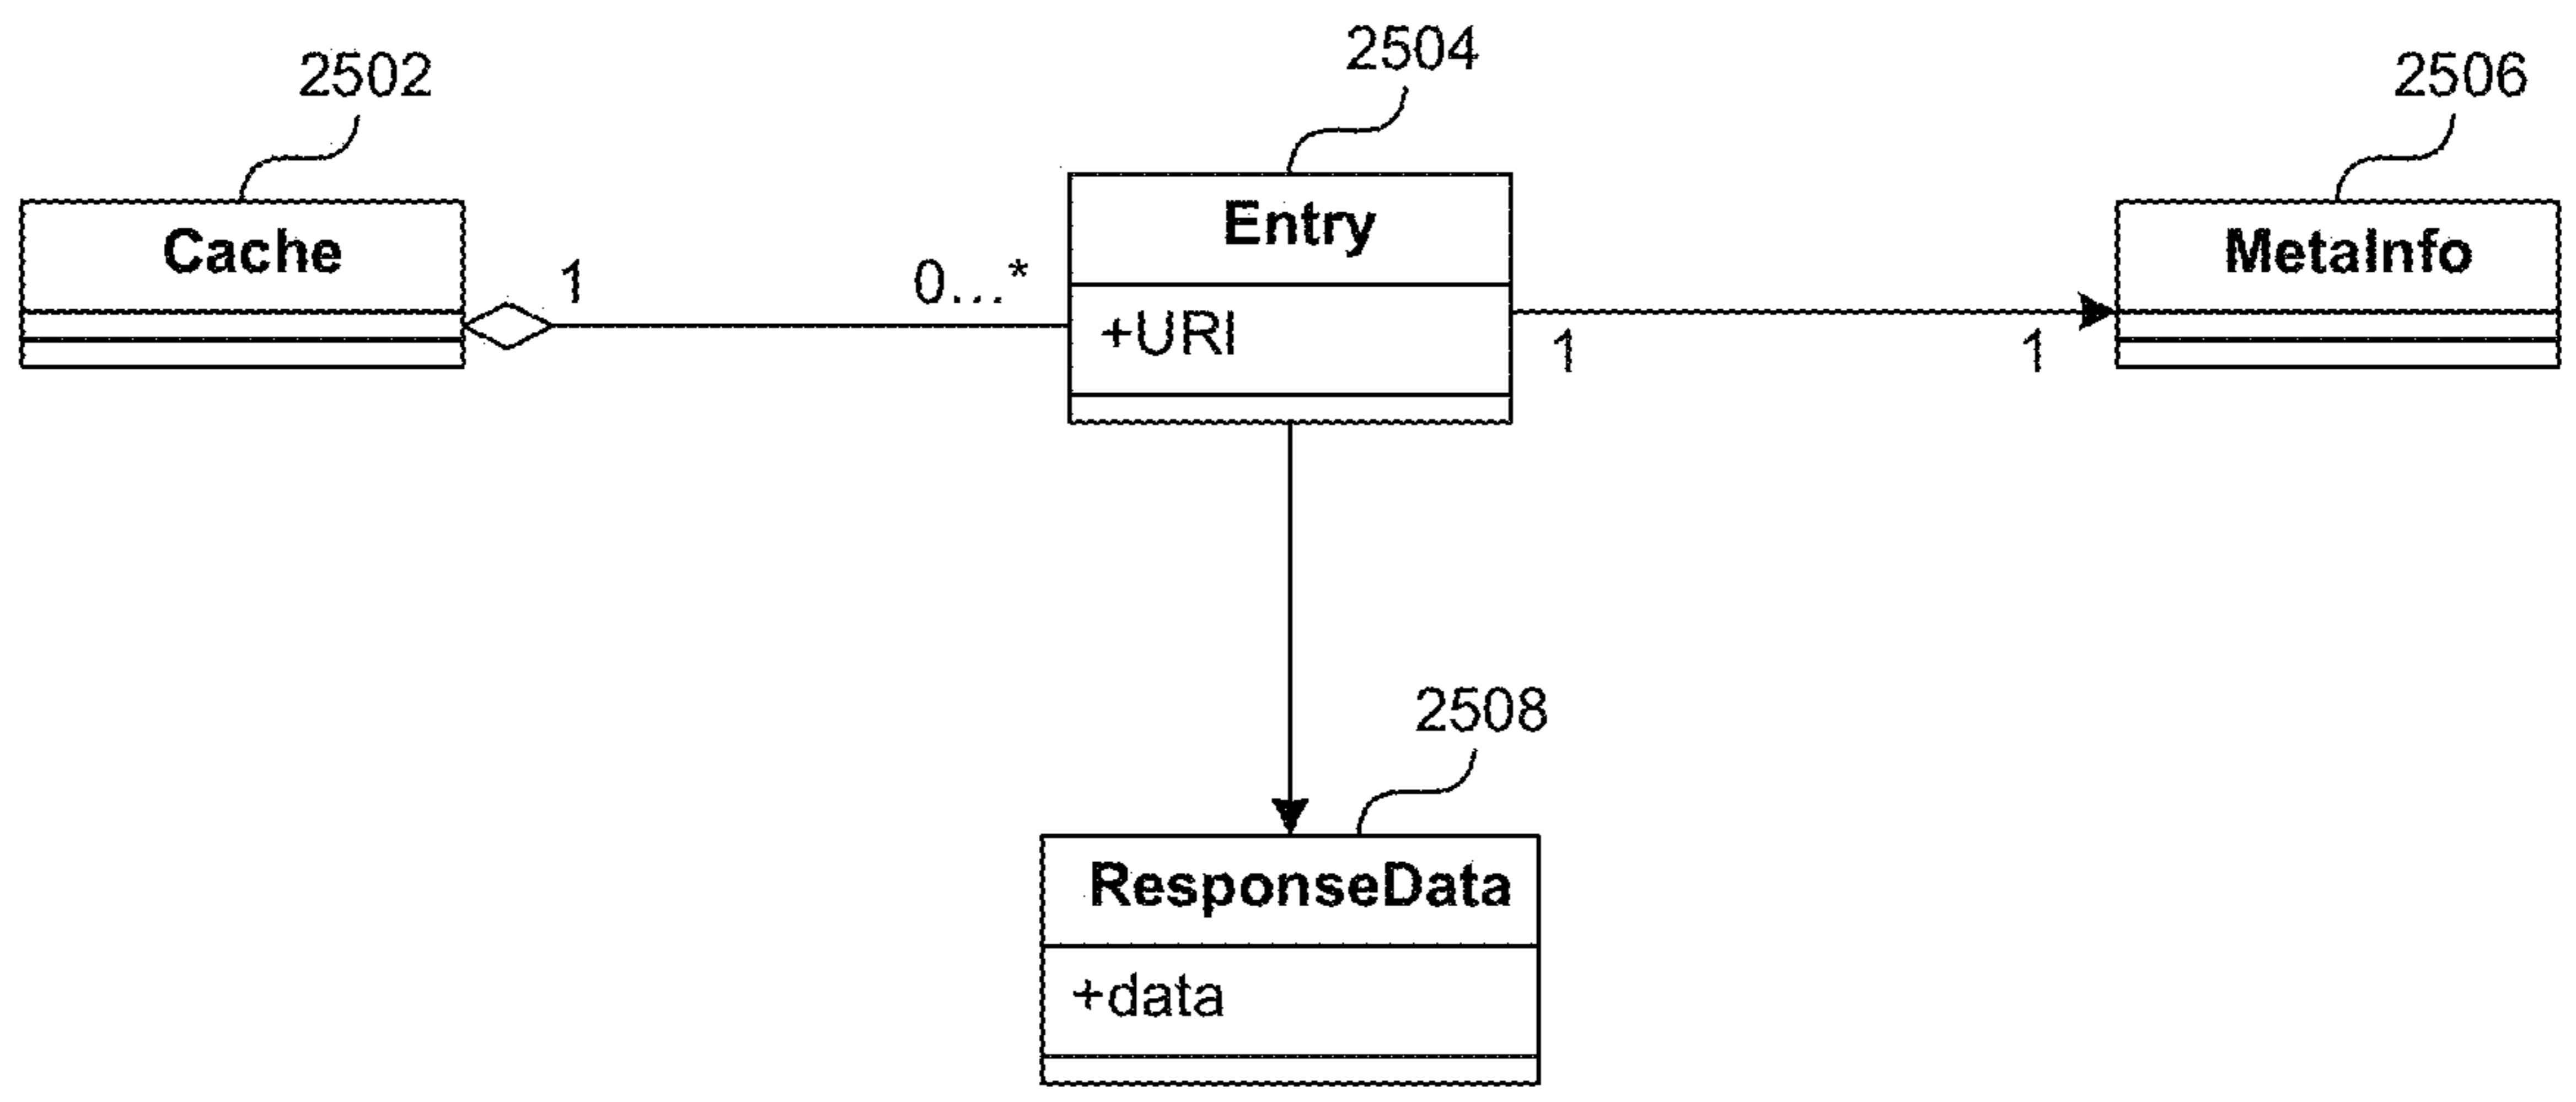 2502
2504
2506
Cache
Entry
MetaInfo
1
0...*
+URI
1
1
2508
ResponseData
+data